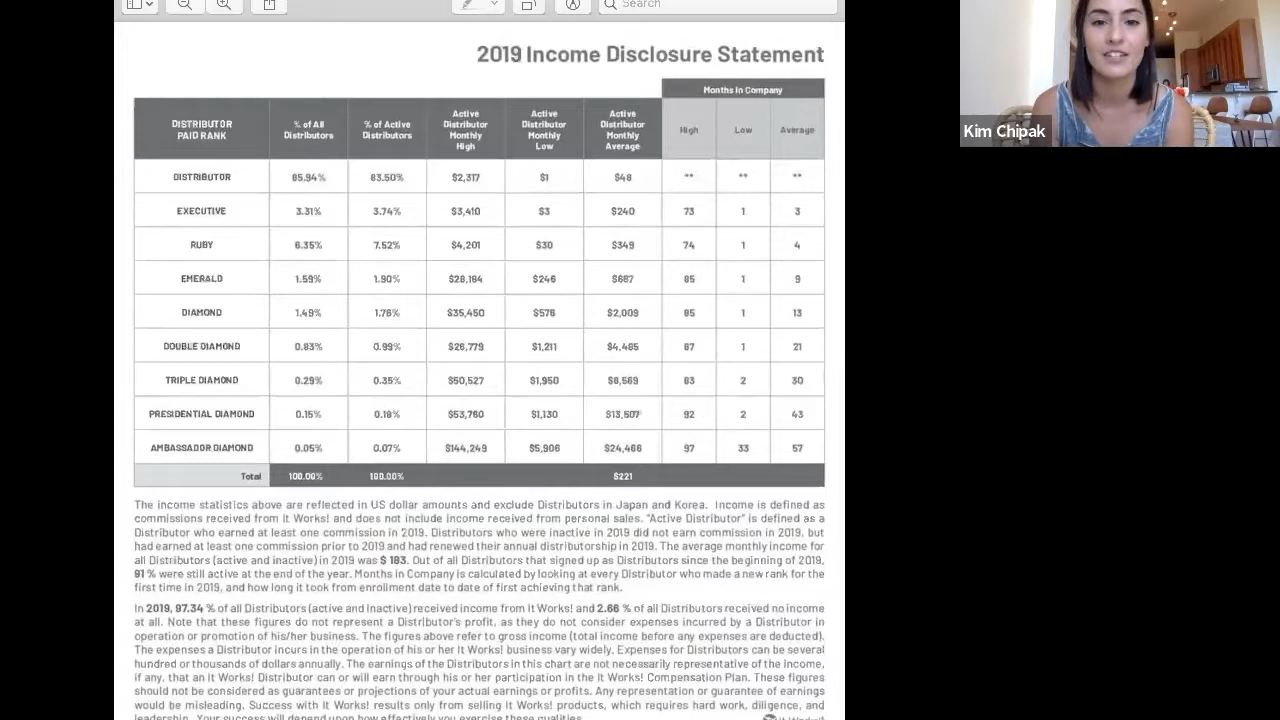 Search
Kim Chipak
2019 Income Disclosure Statement
Months in Company
DISTRIBUTOR PAID RANK % of All Distributors % of Active Distributors Active Distributor Monthly High Active Distributor Monthly Low Active Distributor Monthly Average High Low Average
DISTRIBUTOR 85.94% 83.50% $2,317 $1 $48 ** ** **
EXECUTIVE 3.31% 3.74% $3,410 $3 $240 73 1 3
RUBY 6.35% 7.52% $4,201 $30 $349 74 1 4
EMERALD 1.59% 1.90% $28,184 $246 1 9
DIAMOND 1.49% 1.76% $35,450 $576 $2,009 1 13
DOUBLE DIAMOND 0.83% 0.99% $26,779 $1,211 $4,485 1 21
TRIPLE DIAMOND 0.29% 0.35% $50,527 $1,950 $8,569 83 2 30
PRESIDENTIAL DIAMOND 0.15% 0.18% $53,760 $1,130 $13,507 92 2 43
AMBASSADOR DIAMOND 0.05% 0.07% $144,249 $5,906 $24,466 97 33 57
Total 100.00% 100.00% $221
The income statistics above are reflected in US dollar amounts and exclude Distributors in Japan and Korea. Income is defined as
commissions received from It Works! and does not include income received from personal sales. "Active Distributor" is defined as a
Distributor who earned at least one commission in 2019. Distributors who were inactive in 2019 did not earn commission in 2019, but
had earned at least one commission prior to 2019 and had renewed their annual distributorship in 2019. The average monthly income for
all Distributors (active and inactive) in 2019 was $ Out of all Distributors that signed up as Distributors since the beginning of 2019,
% were still active at the end of the year. Months in Company is calculated by looking at every Distributor who made a new rank for the
first time in 2019, and how long it took from enrollment date to date of first achieving that rank.
In 2019, 97.34 % of all Distributors (active and inactive) received income from It Works! and 2.66 % of all Distributors received no income
at all. Note that these figures do not represent a Distributor's profit, as they do not consider expenses incurred by a Distributor in
operation or promotion of his/her business. The figures above refer to gross income (total income before any expenses are deducted).
The expenses a Distributor incurs in the operation of his or her It Works! business vary widely. Expenses for Distributors can be several
hundred or thousands of dollars annually. The earnings of the Distributors in this chart are not necessarily representative of the income,
if any, that an It Works! Distributor can or will earn through his or her participation in the It Works! Compensation Plan. These figures
should not be considered as guarantees or projections of your actual earnings or profits. Any representation or guarantee of earnings
would be misleading. Success with It Works! results only from selling It Works! products, which requires hard work, diligence, and
leadership. Your success will depend upon how effectively you exercise these qualities.
It Works!